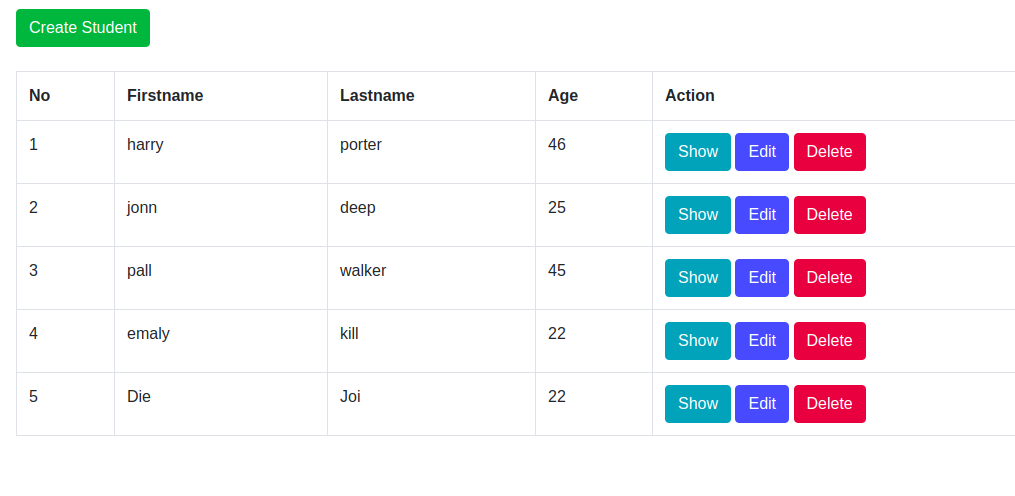 Create Student
No Firstname Lastname Age Action
1 harry porter 46 Show Edit Delete
2 jonn deep 25 Show Edit Delete
3 pall walker 45 Show Edit Delete
4 emaly kill 22 Show Edit Delete
5 Die Joi 22 Show Edit Delete